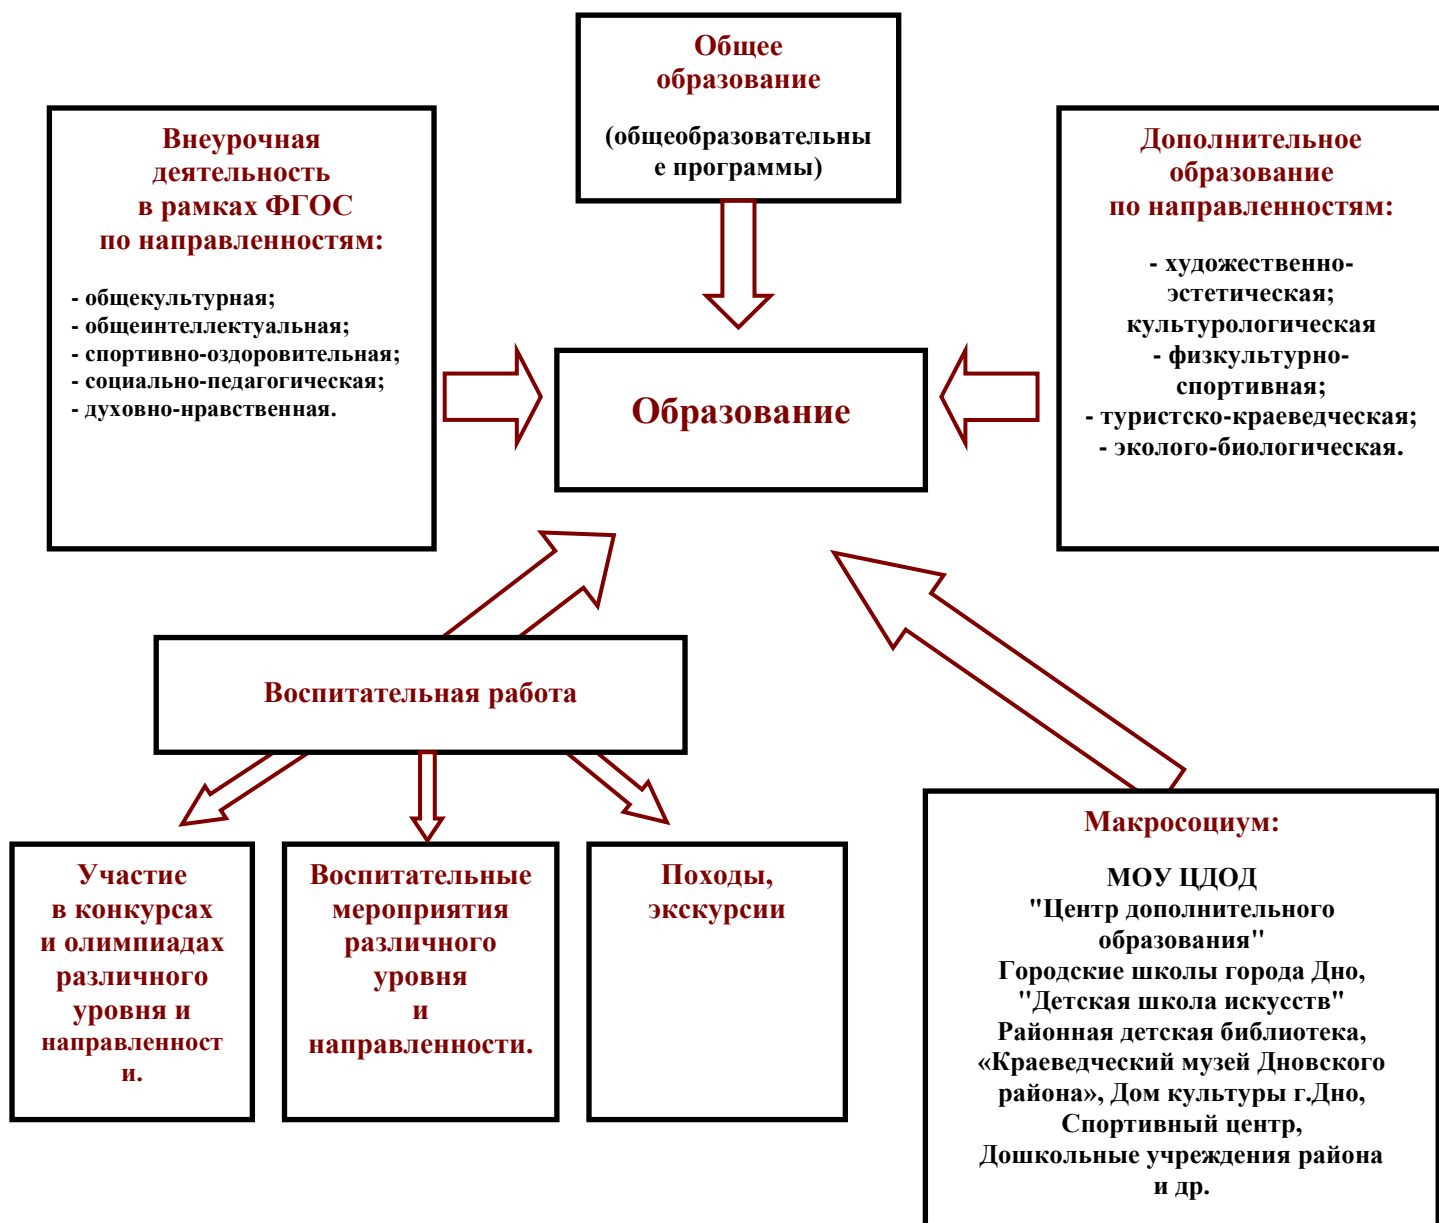 Общее
образование
(общеобразовательны
е программы)
Внеурочная
деятельность
в рамках ФГОС
по направленностям:
- общекультурная;
- общеинтеллектуальная;
- спортивно-оздоровительная;
- социально-педагогическая;
- духовно-нравственная.
Дополнительное
образование
по направленностям:
- художественно-
эстетическая;
культурологическая
- физкультурно-
спортивная;
- туристско-краеведческая;
- эколого-биологическая.
Образование
Воспитательная работа
Участие
в конкурсах
и олимпиадах
различного
уровня и
направленност
и.
Воспитательные
мероприятия
различного
уровня
и
направленности.
Походы,
экскурсии
Макросоциум:
МОУ ЦДОД
"Центр дополнительного
образования"
Городские школы города Дно,
"Детская школа искусств"
Районная детская библиотека,
«Краеведческий музей Дновского
района», Дом культуры г.Дно,
Спортивный центр,
Дошкольные учреждения района
и др.